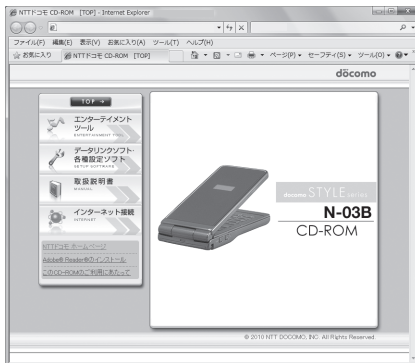 NTTドコモ CD-ROM [TOP] - Internet Explorer
ファイル(F) 編集(E) 表示(V) お気に入り(A) ツール(T) ヘルプ(H)
お気に入り NTTドコモ CD-ROM [TOP] ページ(P) セーフティ(S) ツール(O)
döcomo
TOP →
エンターテイメント
ツール
ENTERTAINMENT TOOL
データリンクソフト・
各種設定ソフト
SETUP SOFTWARE
取扱説明書
MANUAL
インターネット接続
INTERNET
NTTドコモ ホームページ
Adobe® Reader®のインストール
このCD-ROMのご利用にあたって
docomo STYLE series
N-03B
CD-ROM
© 2010 NTT DOCOMO, INC. All Rights Reserved.